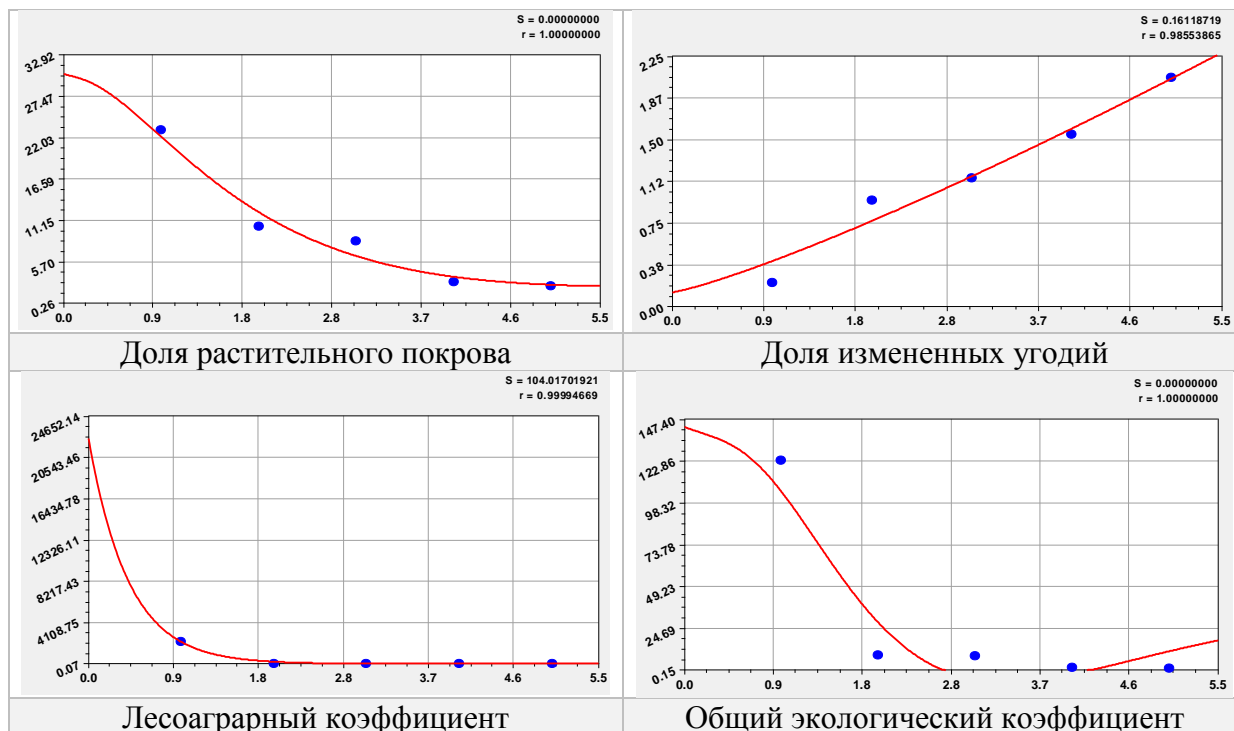 S = 0.00000000
r = 1.00000000
32.92
27.47
22.03
16.59
11.15
5.70
0.26
0.0 0.9 1.8 2.8 3.7 4.6 5.5
Доля растительного покрова
S = 0.16118719
r = 0.98553865
2.25
1.87
1.50
1.12
0.75
0.38
0.00
0.0 0.9 1.8 2.8 3.7 4.6 5.5
Доля измененных угодий
S = 104.01701921
r = 0.99994669
24652.14
20543.46
16434.78
12326.11
8217.43
4108.75
0.07
0.0 0.9 1.8 2.8 3.7 4.6 5.5
Лесоаграрный коэффициент
S = 0.00000000
r = 1.00000000
147.40
122.86
98.32
73.78
49.23
24.69
0.15
0.0 0.9 1.8 2.8 3.7 4.6 5.5
Общий экологический коэффициент